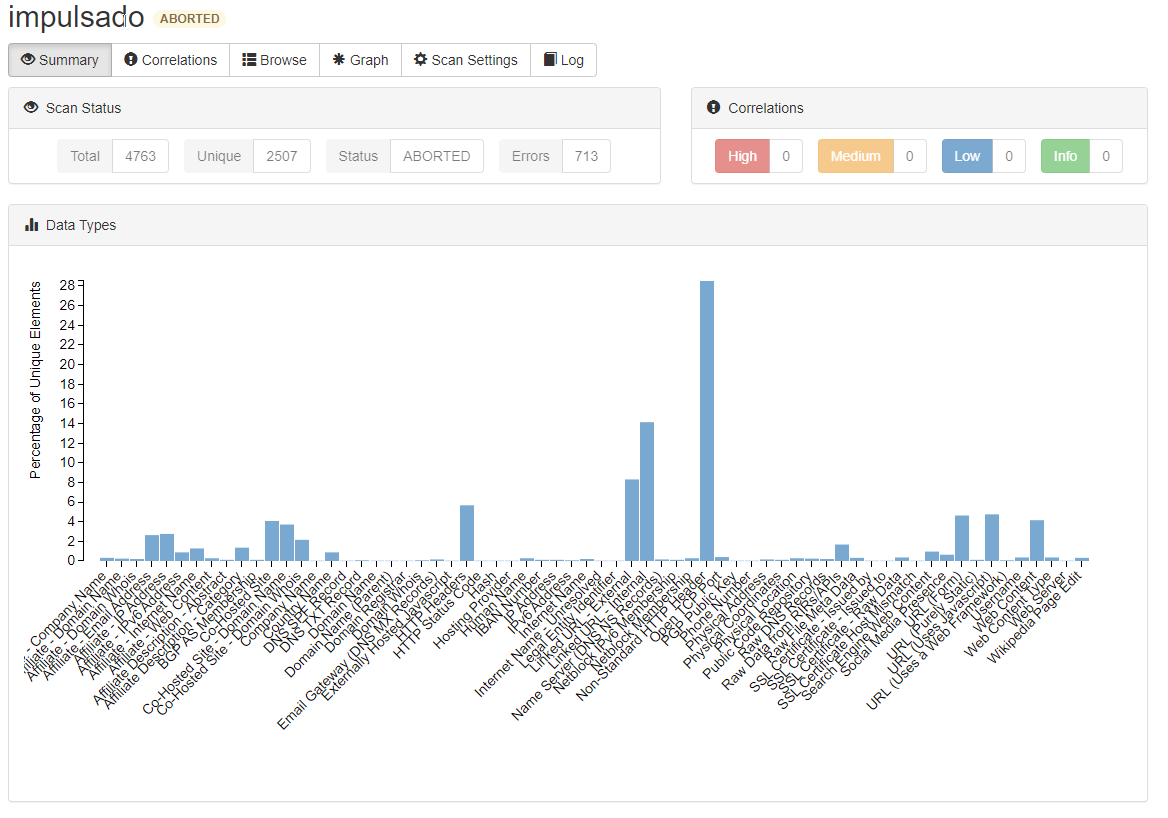 impulsado ABORTED
Summary Correlations Browse Graph Scan Settings Log
Scan Status
Total 4763 Unique 2507 Status ABORTED Errors 713
Correlations
High 0 Medium 0 Low 0 Info 0
Data Types
Percentage of Unique Elements
28
26
24
22
20
18
16
14
12
10
8
6
4
2
0
Company Name
Domain Name
Domain Whois
Email Address
IP Address
Affiliate - IPv6 Address
Affiliate - Internet Name
Affiliate - Web Content
Affiliate Description - Abstract
Affiliate Description - Category
BGP AS Membership
Co-Hosted Site
Co-Hosted Site - Domain Name
Co-Hosted Site - Domain Whois
Company Name
Country Name
DNS SPF Record
DNS TXT Record
Domain Name
Domain Name (Parent)
Domain Registrar
Domain Whois
Email Gateway (DNS MX Records)
Externally Hosted Javascript
HTTP Headers
HTTP Status Code
Hash
Hosting Provider
Human Name
IBAN Number
IP Address
IPv6 Address
Internet Name
Internet Name - Unresolved
Legal Entity Identifier
Linked URL - External
Linked URL - Internal
Name Server (DNS NS Records)
Netblock IPv6 Membership
Netblock Membership
Non-Standard HTTP Header
Open TCP Port
Phone Number
Physical Address
Physical Coordinates
Physical Location
Public Code Repository
Raw DNS Records
Raw Data from RIRs/APIs
Raw File Meta Data
SSL Certificate - Issued by
SSL Certificate - Issued to
SSL Certificate - Raw Data
SSL Certificate Host Mismatch
Search Engine Web Content
Social Media Presence
URL (Form)
URL (Purely Static)
URL (Uses Javascript)
URL (Uses a Web Framework)
Username
Web Content
Web Content Type
Web Server
Wikipedia Page Edit